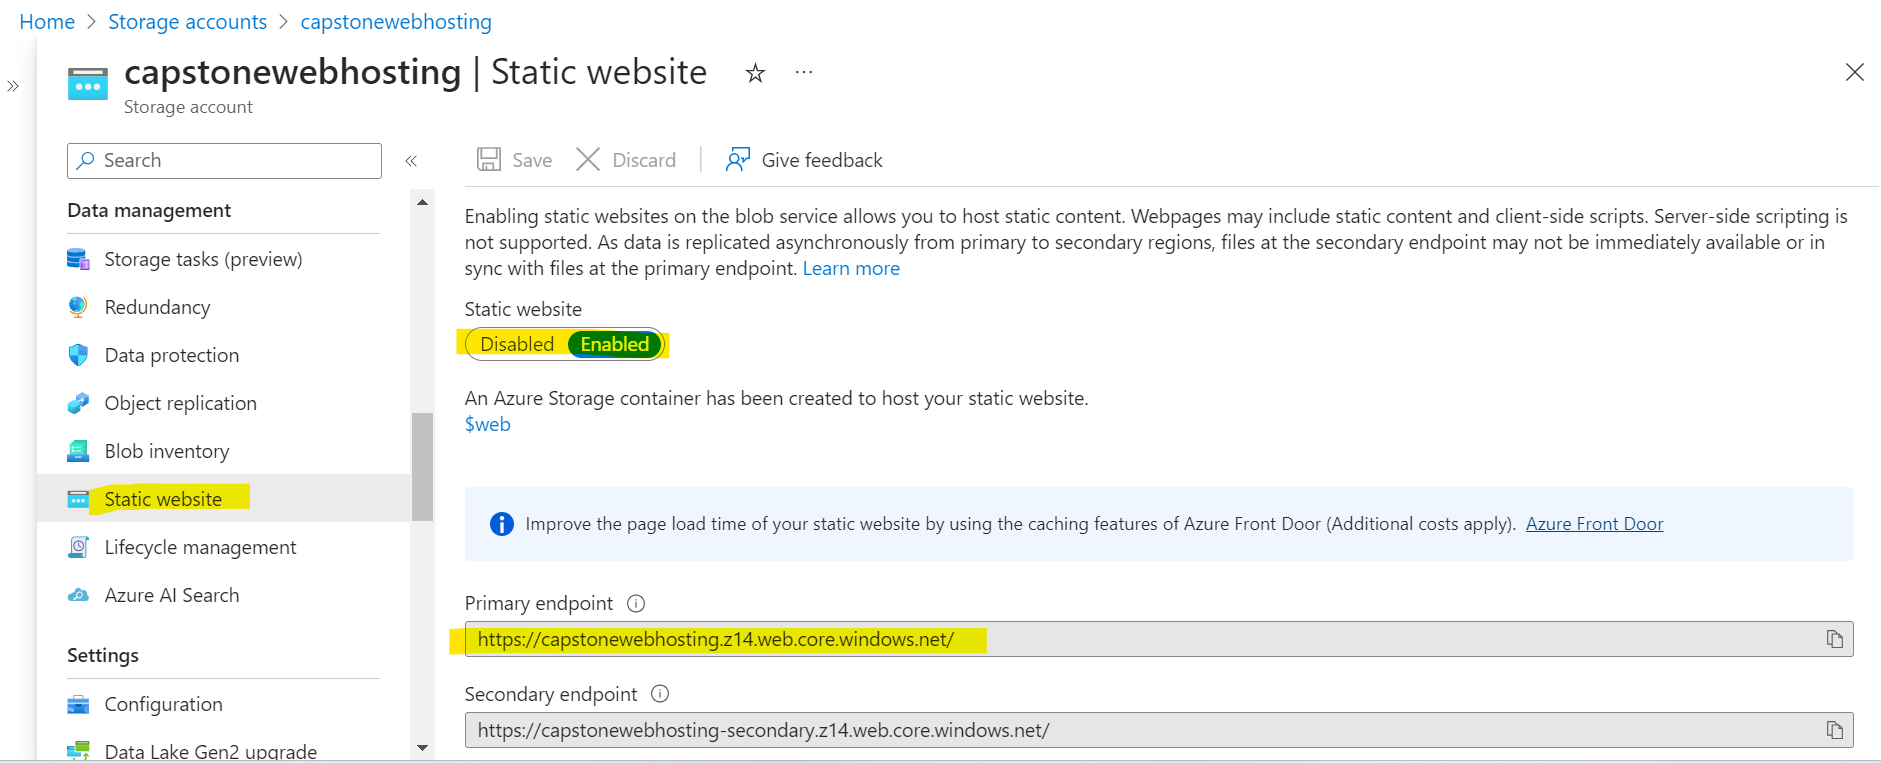 Home > Storage accounts > capstonewebhosting
capstonewebhosting | Static website
Storage account
Search
Data management
Storage tasks (preview)
Redundancy
Data protection
Object replication
Blob inventory
Static website
Lifecycle management
Azure AI Search
Settings
Configuration
Data Lake Gen2 upgrade
Save Discard Give feedback
Enabling static websites on the blob service allows you to host static content. Webpages may include static content and client-side scripts. Server-side scripting is
not supported. As data is replicated asynchronously from primary to secondary regions, files at the secondary endpoint may not be immediately available or in
sync with files at the primary endpoint. Learn more
Static website
Disabled Enabled
An Azure Storage container has been created to host your static website.
$web
Improve the page load time of your static website by using the caching features of Azure Front Door (Additional costs apply). Azure Front Door
Primary endpoint
https://capstonewebhosting.z14.web.core.windows.net/
Secondary endpoint
https://capstonewebhosting-secondary.z14.web.core.windows.net/